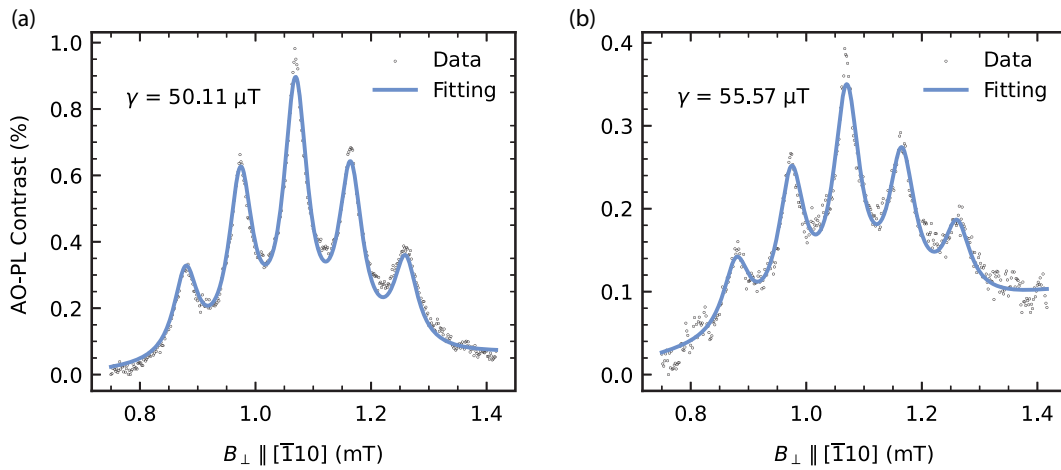 (a)
AO-PL Contrast (%)
1.0
0.8
0.6
0.4
0.2
0.0
γ = 50.11 μT
Data
Fitting
0.8 1.0 1.2 1.4
B⊥ ∥ [1̅10] (mT)
(b)
0.4
0.3
0.2
0.1
0.0
γ = 55.57 μT
Data
Fitting
0.8 1.0 1.2 1.4
B⊥ ∥ [1̅10] (mT)